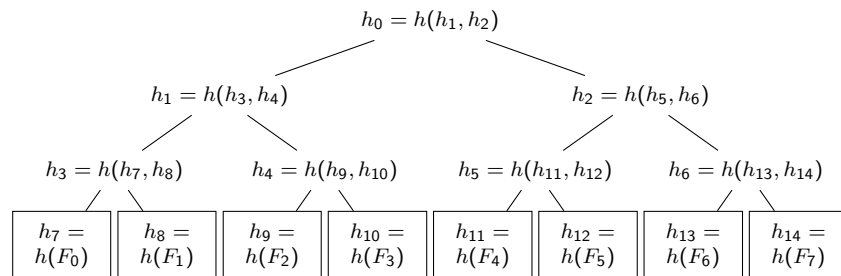 h₀ = h(h₁, h₂)
h₁ = h(h₃, h₄) h₂ = h(h₅, h₆)
h₃ = h(h₇, h₈) h₄ = h(h₉, h₁₀) h₅ = h(h₁₁, h₁₂) h₆ = h(h₁₃, h₁₄)
h₇ =
h(F₀)
h₈ =
h(F₁)
h₉ =
h(F₂)
h₁₀ =
h(F₃)
h₁₁ =
h(F₄)
h₁₂ =
h(F₅)
h₁₃ =
h(F₆)
h₁₄ =
h(F₇)